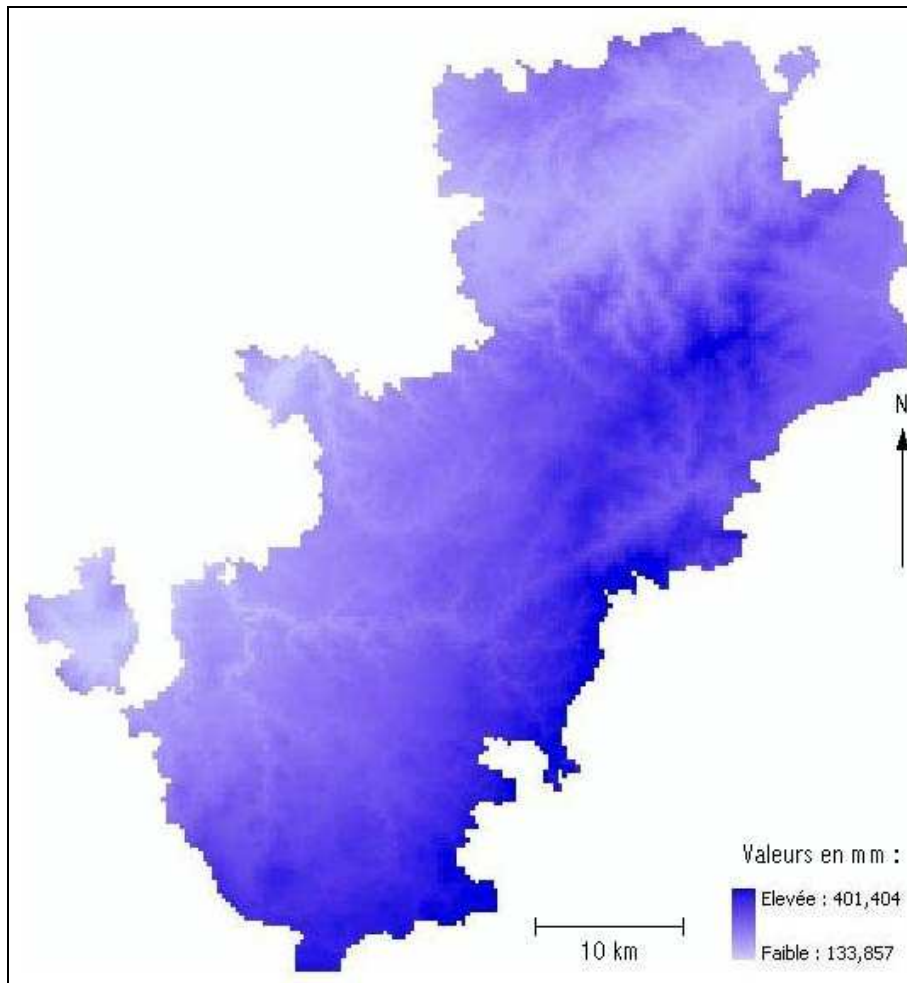 N
Valeurs en mm :
Elevée : 401,404
Faible : 133,857
10 km